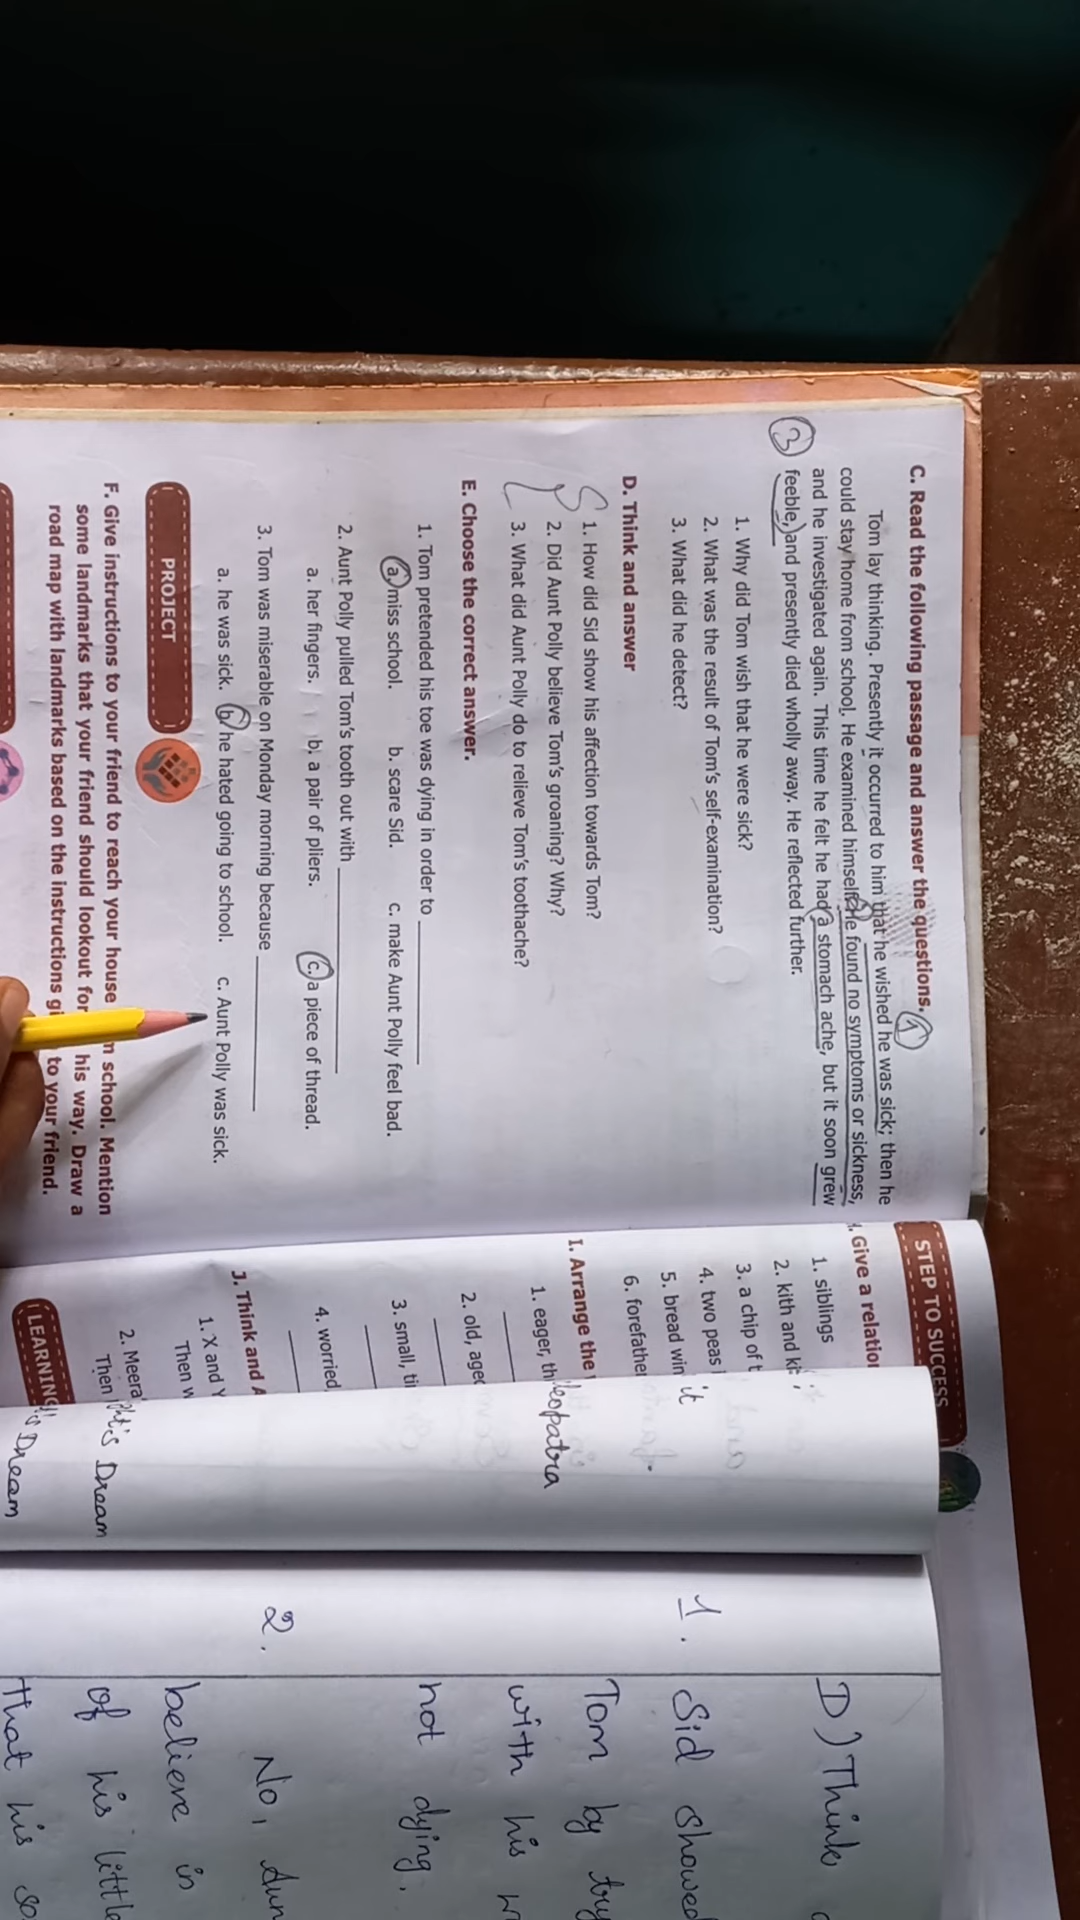 C. Read the following passage and answer the questions. 1
Tom lay thinking. Presently it occurred to him that he wished he was sick; then he
could stay home from school. He examined himself. He found no symptoms or sickness,
and he investigated again. This time he felt he had a stomach ache, but it soon grew
3 feeble, and presently died wholly away. He reflected further.
1. Why did Tom wish that he were sick?
2. What was the result of Tom's self-examination?
3. What did he detect?
D. Think and answer
1. How did Sid show his affection towards Tom?
2. Did Aunt Polly believe Tom's groaning? Why?
3. What did Aunt Polly do to relieve Tom's toothache?
E. Choose the correct answer.
1. Tom pretended his toe was dying in order to
a. miss school. b. scare Sid. c. make Aunt Polly feel bad.
2. Aunt Polly pulled Tom's tooth out with
a. her fingers. b. a pair of pliers. c. a piece of thread.
3. Tom was miserable on Monday morning because
a. he was sick. b. he hated going to school. c. Aunt Polly was sick.
PROJECT
F. Give instructions to your friend to reach your house school. Mention
some landmarks that your friend should lookout for his way. Draw a
road map with landmarks based on the instructions to your friend.
STEP TO SUCCESS
Give a
1. siblings
2. kith and
3. a chip of
4. two peas
5. bread
6.
I. Arrange the
1. eager,
2. old,
3. small,
4. worried
J. Think and
1. X and Y
Then
2. Meera
Then
LEARNING
it
Dream
Dream
D) Think
1. Sid showed
Tom by
with his
not dying.
2. No,
believe in
of his
that his